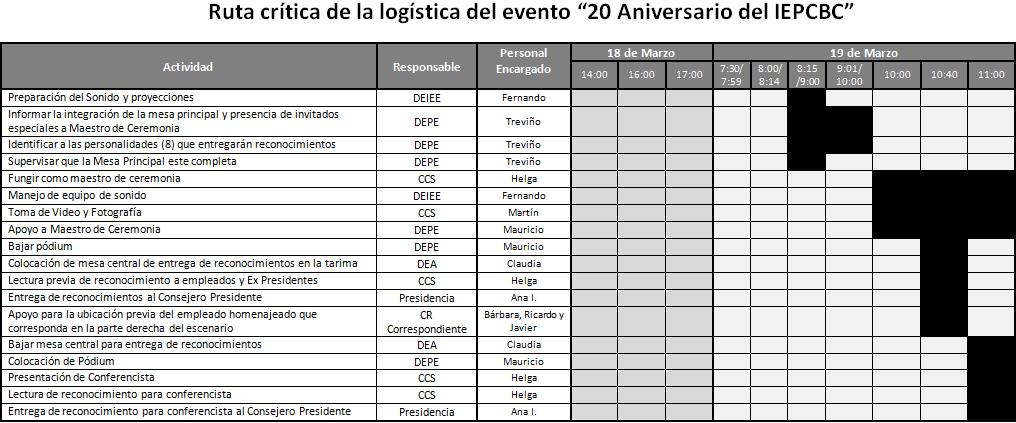 Ruta crítica de la logística del evento “20 Aniversario del IEPCBC”
Actividad Responsable Personal Encargado 18 de Marzo 19 de Marzo
14:00 16:00 17:00 7:30/ 7:59 8:00/ 8:14 8:15 /9:00 9:01/ 10:00 10:00 10:40 11:00
Preparación del Sonido y proyecciones DEIEE Fernando
Informar la integración de la mesa principal y presencia de invitados
especiales a Maestro de Ceremonia DEPE Treviño
Identificar a las personalidades (8) que entregarán reconocimientos DEPE Treviño
Supervisar que la Mesa Principal este completa DEPE Treviño
Fungir como maestro de ceremonia CCS Helga
Manejo de equipo de sonido DEIEE Fernando
Toma de Video y Fotografía CCS Martín
Apoyo a Maestro de Ceremonia DEPE Mauricio
Bajar pódium DEPE Mauricio
Colocación de mesa central de entrega de reconocimientos en la tarima DEA Claudia
Lectura previa de reconocimiento a empleados y Ex Presidentes CCS Helga
Entrega de reconocimientos al Consejero Presidente Presidencia Ana I.
Apoyo para la ubicación previa del empleado homenajeado que CR Bárbara, Ricardo y
corresponda en la parte derecha del escenario Correspondiente Javier
Bajar mesa central para entrega de reconocimientos DEA Claudia
Colocación de Pódium DEPE Mauricio
Presentación de Conferencista CCS Helga
Lectura de reconocimiento para conferencista CCS Helga
Entrega de reconocimiento para conferencista al Consejero Presidente Presidencia Ana I.